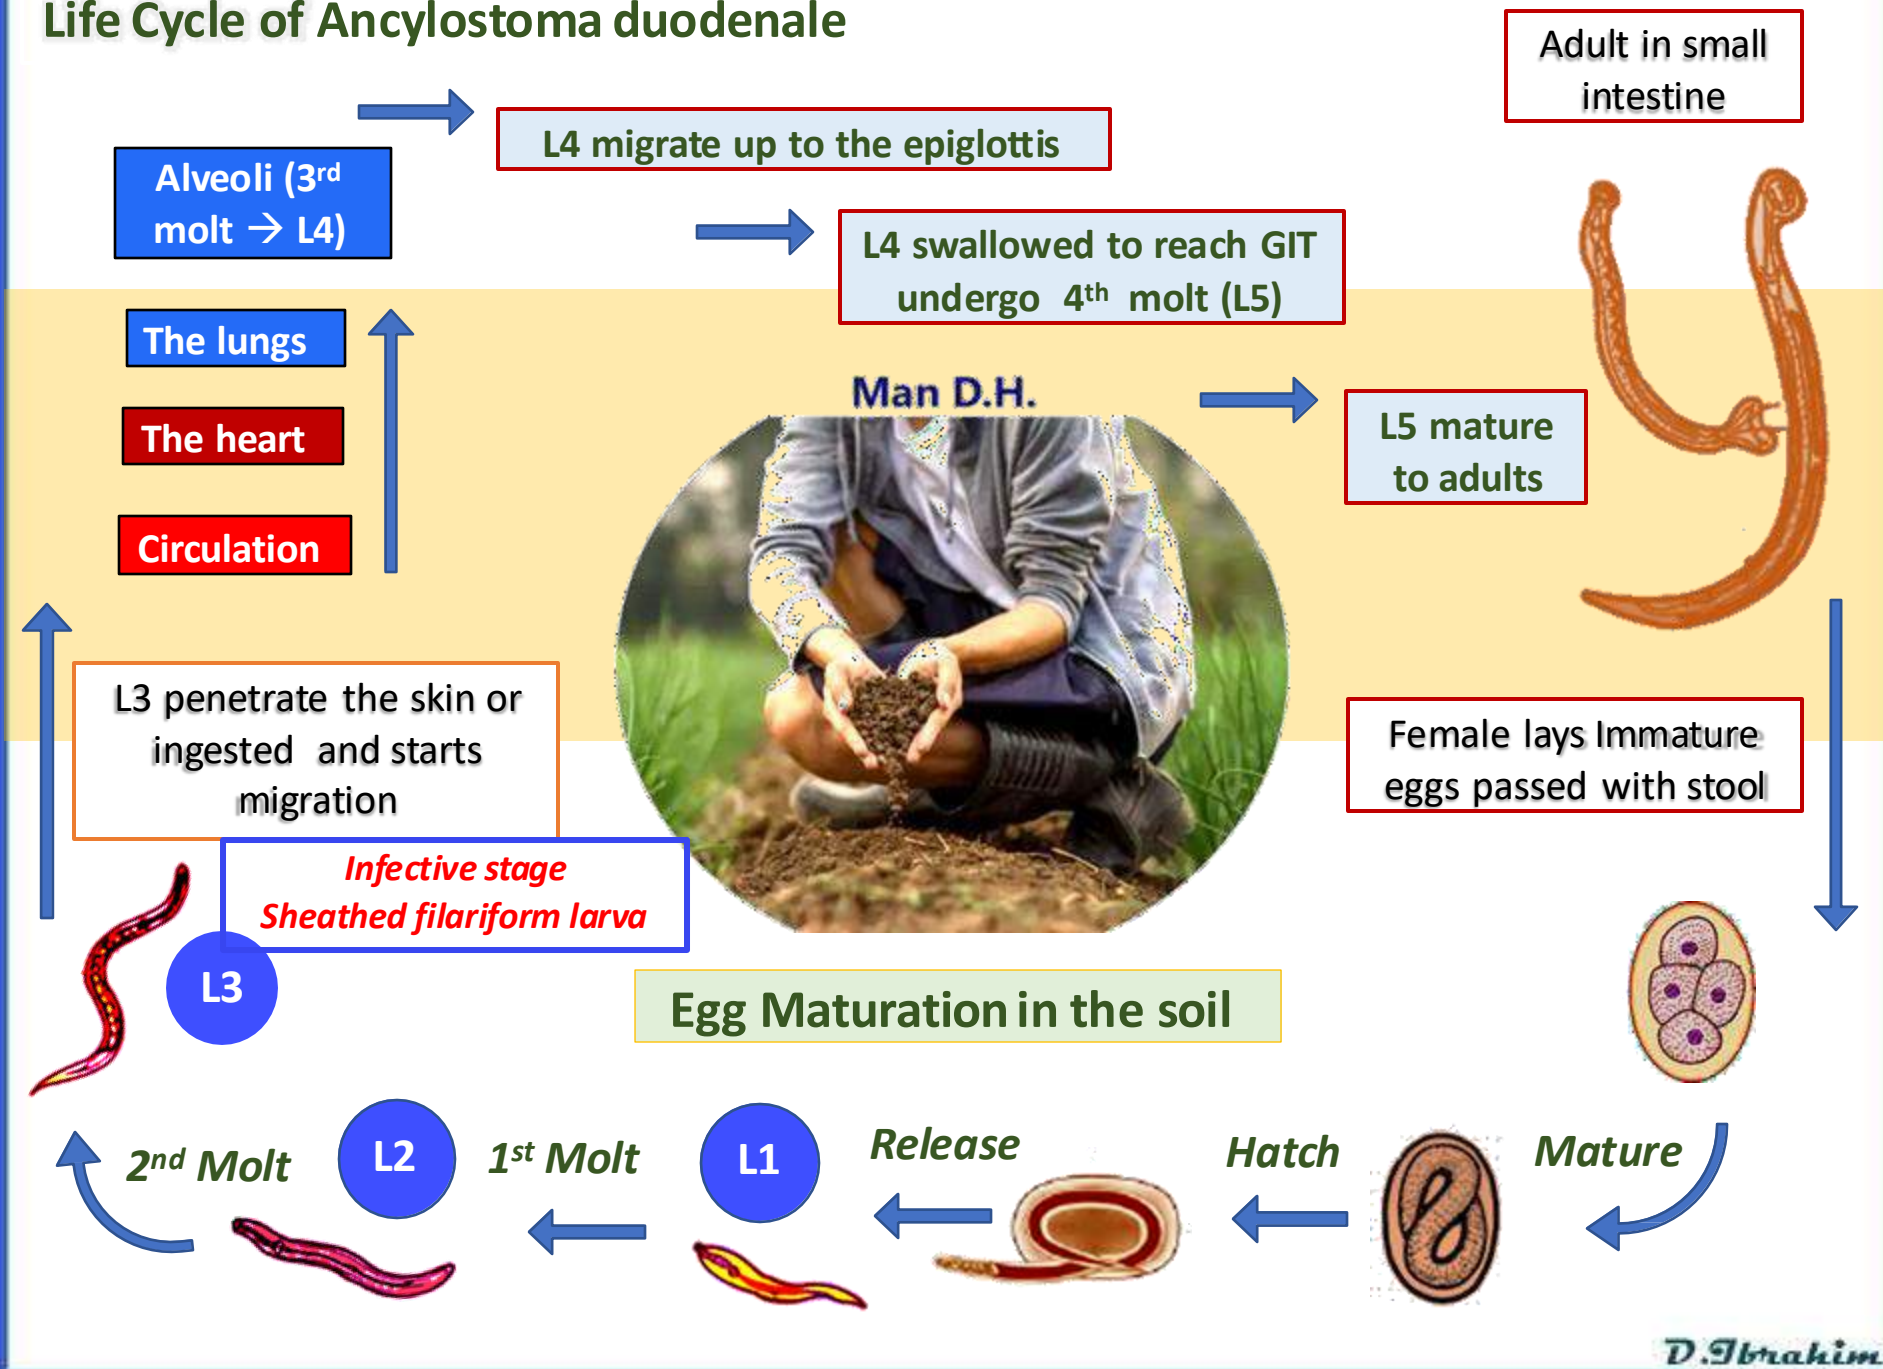 Life Cycle of Ancylostoma duodenale
Adult in small
intestine
L4 migrate up to the epiglottis
Alveoli (3rd
molt → L4)
L4 swallowed to reach GIT
undergo 4th molt (L5)
The lungs
Man D.H.
L5 mature
to adults
The heart
Circulation
L3 penetrate the skin or
ingested and starts
migration
Female lays Immature
eggs passed with stool
Infective stage
Sheathed filariform larva
L3
Egg Maturation in the soil
2nd Molt
L2
1st Molt
L1
Release
Hatch
Mature
D.Ibrahim